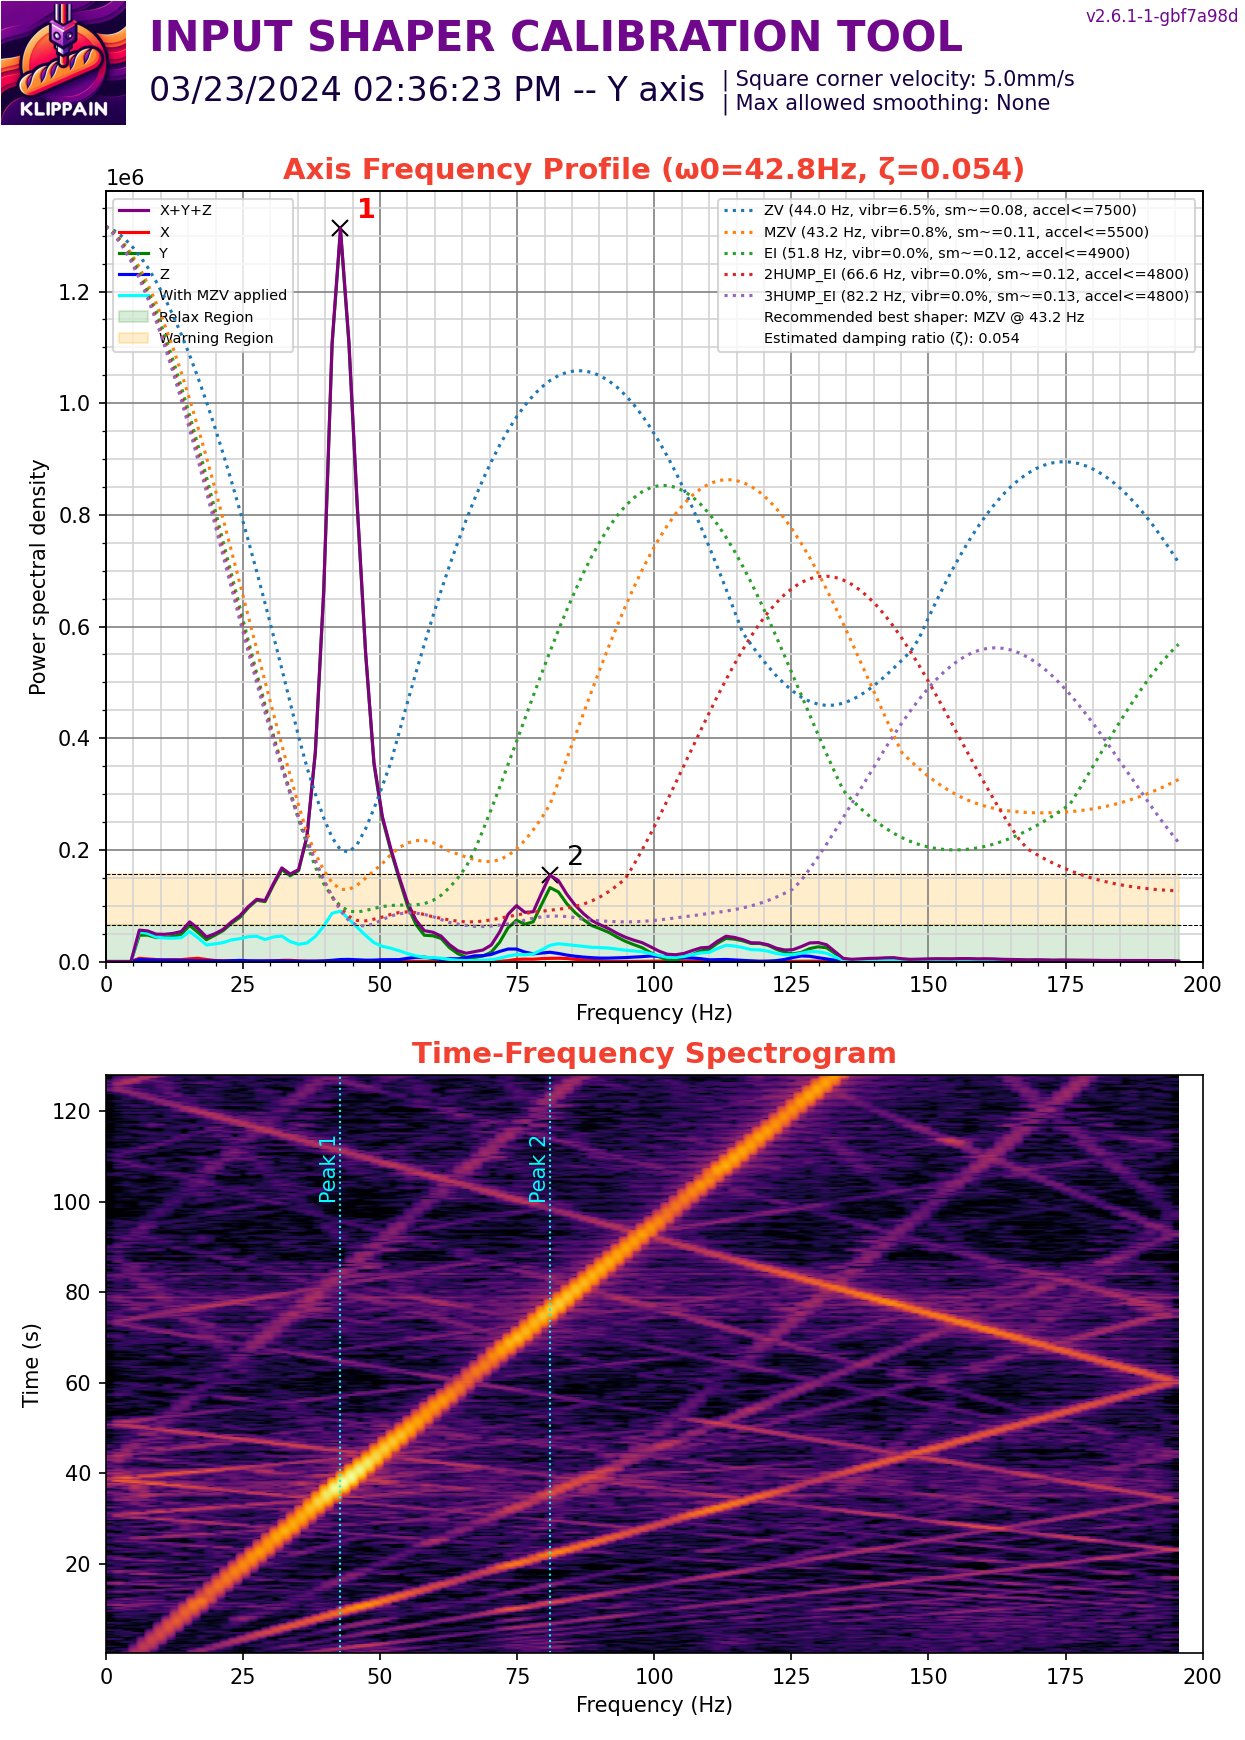 v2.6.1-1-gbf7a98d
KLIPPAIN
INPUT SHAPER CALIBRATION TOOL
03/23/2024 02:36:23 PM -- Y axis
| Square corner velocity: 5.0mm/s
| Max allowed smoothing: None
Axis Frequency Profile (ω0=42.8Hz, ζ=0.054)
1e6
1
X+Y+Z
X
Y
Z
With MZV applied
Relax Region
Warning Region
ZV (44.0 Hz, vibr=6.5%, sm~=0.08, accel<=7500)
MZV (43.2 Hz, vibr=0.8%, sm~=0.11, accel<=5500)
EI (51.8 Hz, vibr=0.0%, sm~=0.12, accel<=4900)
2HUMP_EI (66.6 Hz, vibr=0.0%, sm~=0.12, accel<=4800)
3HUMP_EI (82.2 Hz, vibr=0.0%, sm~=0.13, accel<=4800)
Recommended best shaper: MZV @ 43.2 Hz
Estimated damping ratio (ζ): 0.054
1.2
1.0
0.8
0.6
0.4
0.2
0.0
Power spectral density
2
0 25 50 75 100 125 150 175 200
Frequency (Hz)
Time-Frequency Spectrogram
120
100
80
60
40
20
Time (s)
Peak 1
Peak 2
0 25 50 75 100 125 150 175 200
Frequency (Hz)